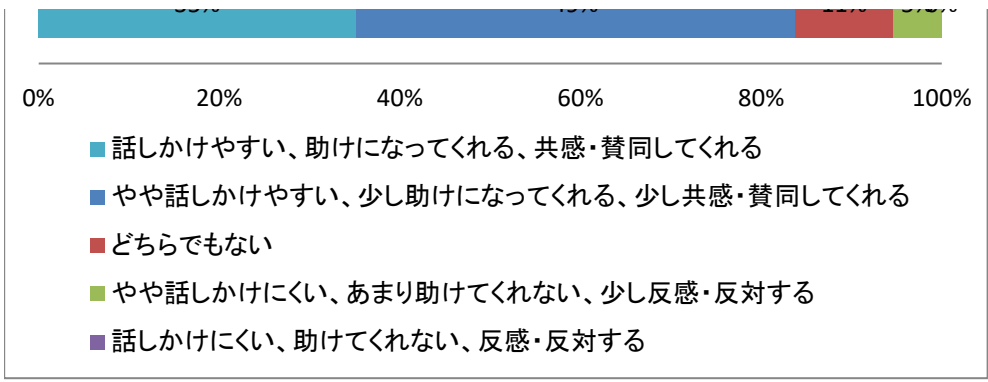 0% 20% 40% 60% 80% 100%
話しかけやすい、助けになってくれる、共感・賛同してくれる
やや話しかけやすい、少し助けになってくれる、少し共感・賛同してくれる
どちらでもない
やや話しかけにくい、あまり助けてくれない、少し反感・反対する
話しかけにくい、助けてくれない、反感・反対する